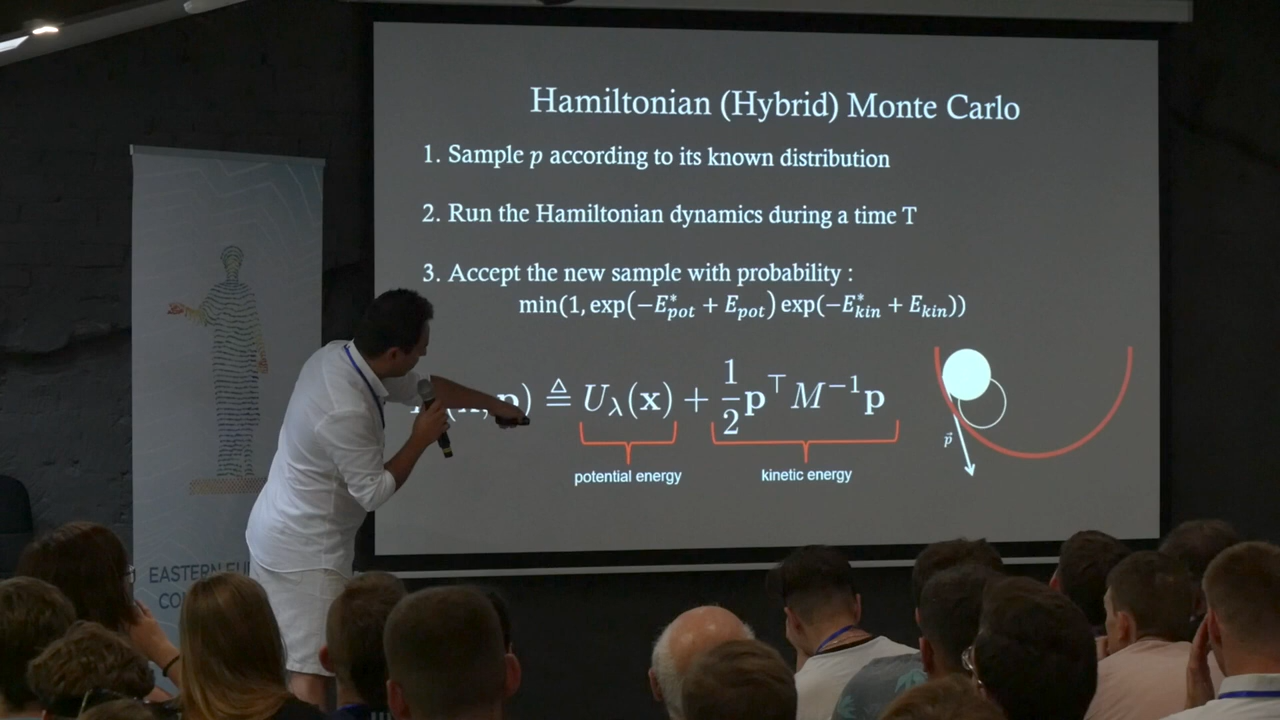 Hamiltonian (Hybrid) Monte Carlo
1. Sample p according to its known distribution
2. Run the Hamiltonian dynamics during a time T
3. Accept the new sample with probability :
min(1, exp(−E*pot + Epot) exp(−E*kin + Ekin))
, p) ≜ Uλ(x) + 1/2 p⊤ M−1 p
p⃗
potential energy
kinetic energy
EASTERN